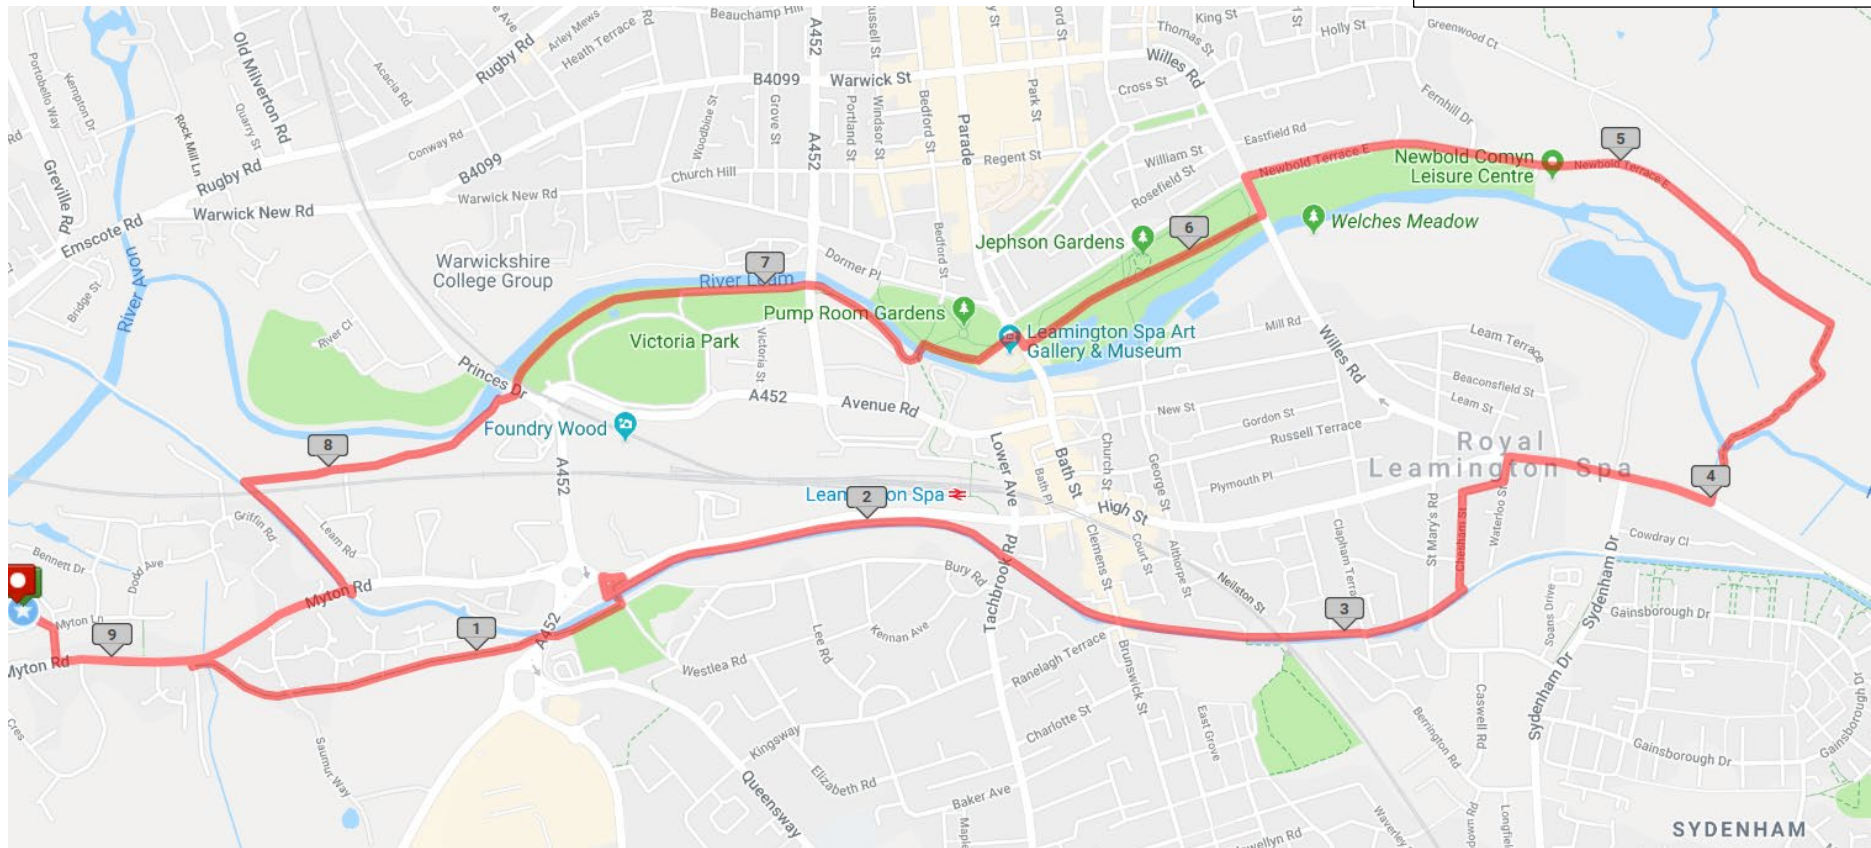 Beauchamp Hill
King St
Holly St
Greenwood Ct
Thomas St
Arley Mews
Heath Terrace
Rugby Rd
A452
Willes Rd
Cross St
Old Milverton Rd
Portobello Way
Kempton Dr
Acacia Rd
Quarry St
Rock Mill Ln
Conway Rd
B4099
Warwick St
B4099
Woodbine St
Grove St
Portland St
Windsor St
Bedford St
Parade
Park St
Fernhill Dr
Eastfield Rd
A452
Regent St
William St
Rosefield St
Newbold Terrace E
Newbold Comyn
Leisure Centre
5
Newbold Terrace E
Greville Rd
Rugby Rd
Church Hill
Warwick New Rd
Warwick New Rd
Emscote Rd
River Avon
Bridge St
Warwickshire
College Group
Dormer Pl
Bedford St
Jephson Gardens
6
Welches Meadow
7
River Leam
Pump Room Gardens
Leamington Spa Art
Gallery & Museum
Mill Rd
Willes Rd
Leam Terrace
River Cl
Victoria Park
Victoria St
Princes Dr
A452
Avenue Rd
Beaconsfield St
Leam St
New St
Gordon St
Russell Terrace
Foundry Wood
Lower Ave
Bath St
Bath Pl
Church St
George St
Plymouth Pl
Royal
Leamington Spa
8
A452
2
High St
4
Griffin Rd
Leam Rd
Clemens St
Court St
Althorpe St
Neilston St
Clapham Terra
St Mary's Rd
Chesham St
Waterloo St
Cowdray Cl
Sydenham Dr
Bennett Dr
Dodd Ave
Myton Rd
Bury Rd
Tachbrook Rd
Soans Drive
Gainsborough Dr
Myton Ln
9
1
3
Myton Rd
A452
Lee Rd
Kennan Ave
Westlea Rd
Ranelagh Terrace
Brunswick St
Charlotte St
East Grove
Berrington Rd
Caswell Rd
Sydenham Dr
Gainsborough Dr
Saumur Way
Kingsway
Queensway
Elizabeth Rd
Baker Ave
SYDENHAM